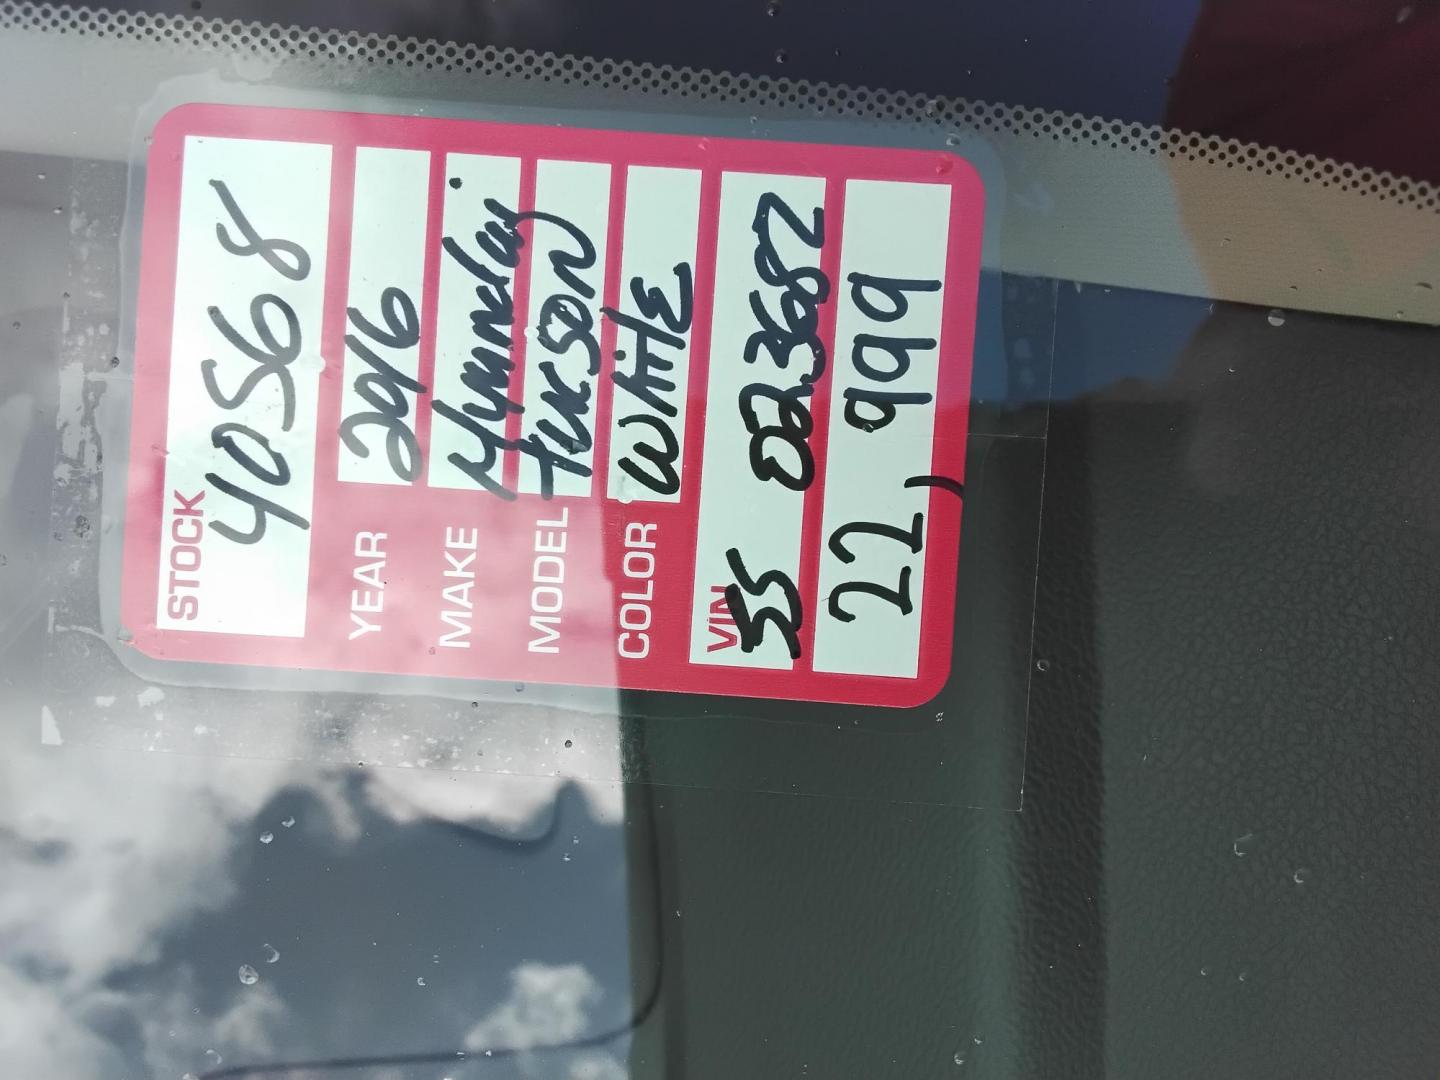 STOCK 40568
YEAR 2016
MAKE Hyundai
MODEL tucson
COLOR White
VIN 55 023682
22,999